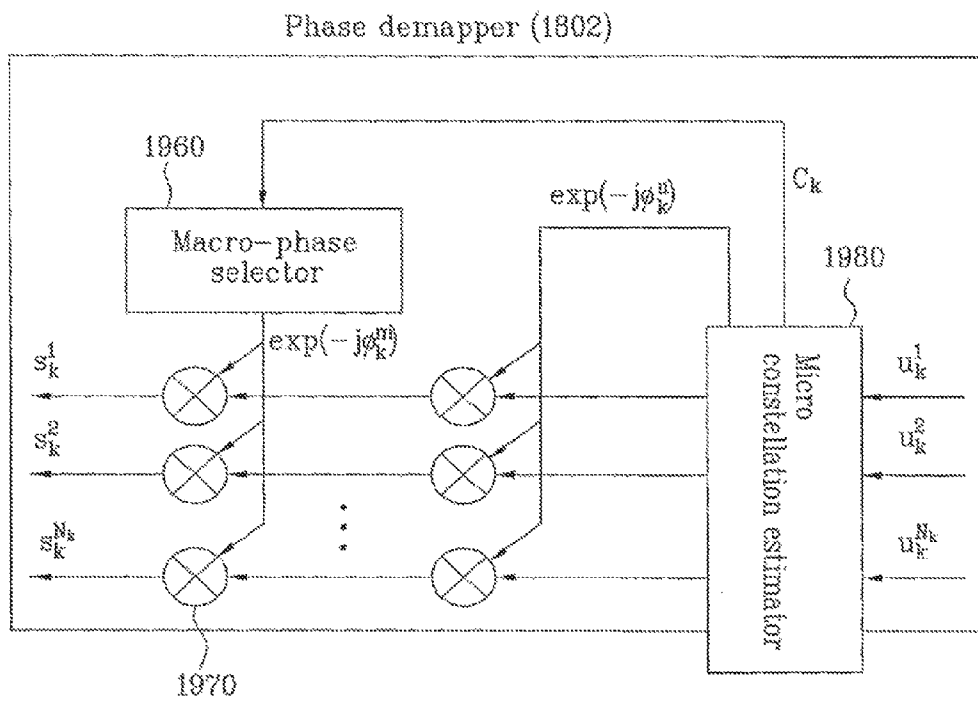 Phase demapper (1802)
1960
C_k
exp(-jφ_k^u)
Macro-phase
selector
1980
exp(-jφ_k^m)
s_k^1
u_k^1
s_k^2
u_k^2
s_k^{N_k}
u_k^{N_k}
Micro
constellation estimator
1970